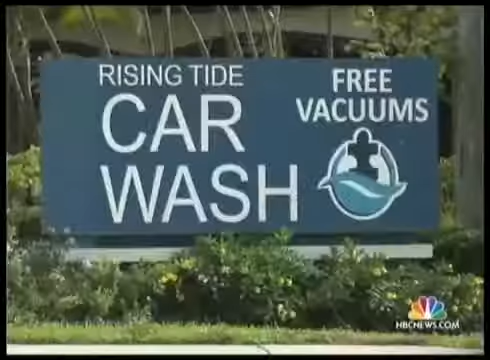 RISING TIDE
CAR
WASH
FREE
VACUUMS
NBCNEWS.COM